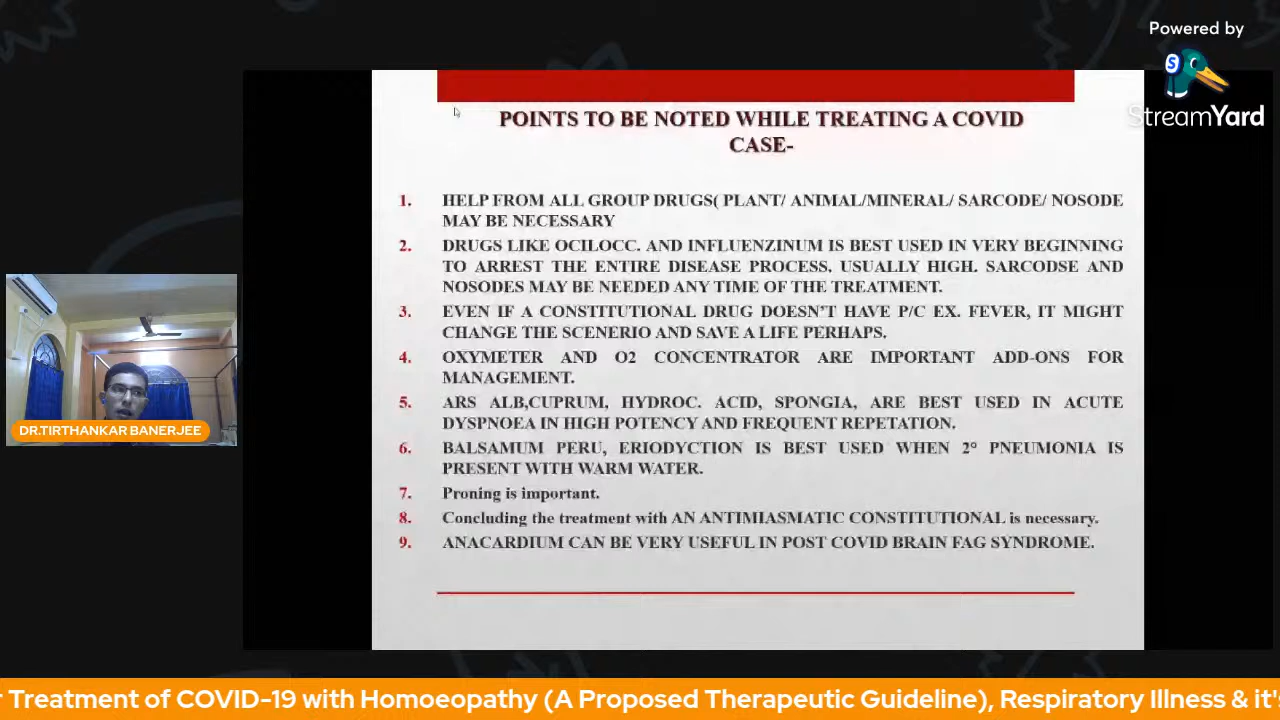 Powered by
S
StreamYard
POINTS TO BE NOTED WHILE TREATING A COVID
CASE-
1. HELP FROM ALL GROUP DRUGS( PLANT/ ANIMAL/MINERAL/ SARCODE/ NOSODE
MAY BE NECESSARY
2. DRUGS LIKE OCILOCC. AND INFLUENZINUM IS BEST USED IN VERY BEGINNING
TO ARREST THE ENTIRE DISEASE PROCESS. USUALLY HIGH. SARCODSE AND
NOSODES MAY BE NEEDED ANY TIME OF THE TREATMENT.
3. EVEN IF A CONSTITUTIONAL DRUG DOESN'T HAVE P/C EX. FEVER, IT MIGHT
CHANGE THE SCENERIO AND SAVE A LIFE PERHAPS.
4. OXYMETER AND O2 CONCENTRATOR ARE IMPORTANT ADD-ONS FOR
MANAGEMENT.
5. ARS ALB,CUPRUM, HYDROC. ACID, SPONGIA, ARE BEST USED IN ACUTE
DYSPNOEA IN HIGH POTENCY AND FREQUENT REPETATION.
6. BALSAMUM PERU, ERIODYCTION IS BEST USED WHEN 2° PNEUMONIA IS
PRESENT WITH WARM WATER.
7. Proning is important.
8. Concluding the treatment with AN ANTIMIASMATIC CONSTITUTIONAL is necessary.
9. ANACARDIUM CAN BE VERY USEFUL IN POST COVID BRAIN FAG SYNDROME.
DR.TIRTHANKAR BANERJEE
Treatment of COVID-19 with Homoeopathy (A Proposed Therapeutic Guideline), Respiratory Illness & it's